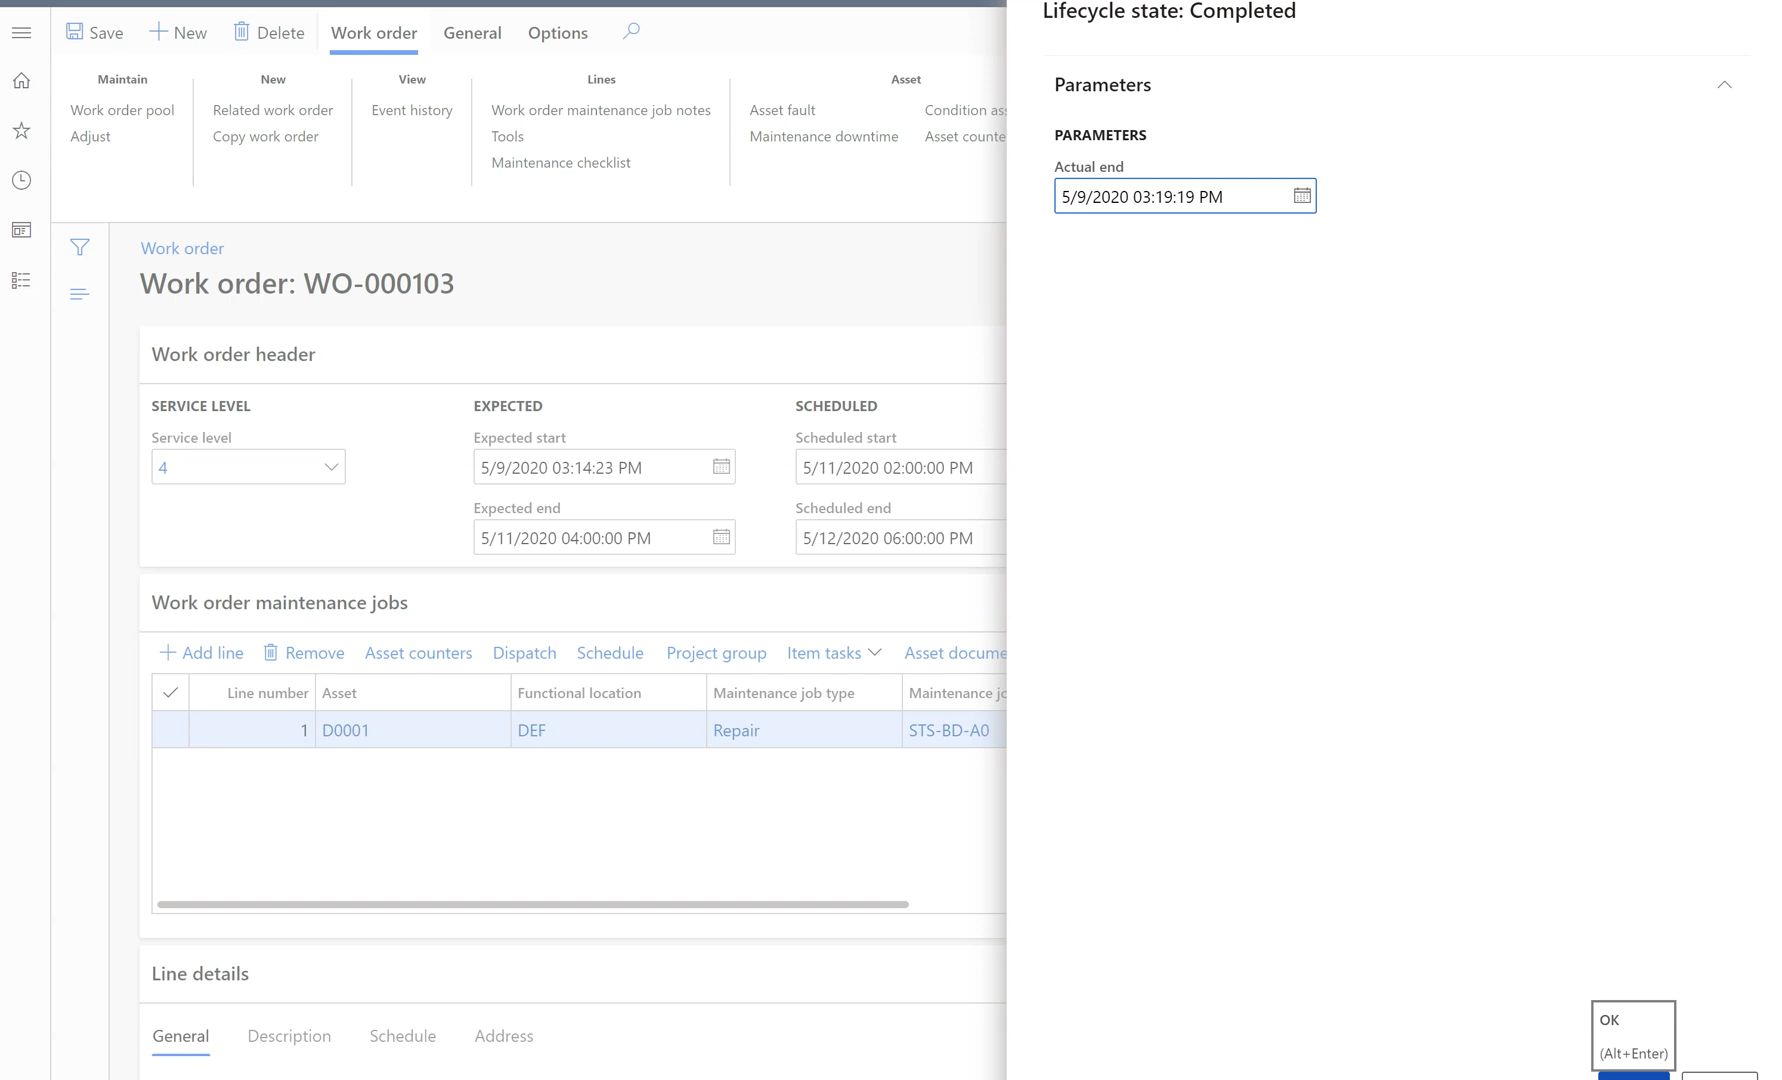 Save
New
Delete
Work order
General
Options
Maintain
New
View
Lines
Asset
Work order pool
Related work order
Event history
Work order maintenance job notes
Asset fault
Condition ass
Adjust
Copy work order
Tools
Maintenance downtime
Asset counte
Maintenance checklist
Work order
Work order: WO-000103
Work order header
SERVICE LEVEL
EXPECTED
SCHEDULED
Service level
Expected start
Scheduled start
4
5/9/2020 03:14:23 PM
5/11/2020 02:00:00 PM
Expected end
Scheduled end
5/11/2020 04:00:00 PM
5/12/2020 06:00:00 PM
Work order maintenance jobs
Add line
Remove
Asset counters
Dispatch
Schedule
Project group
Item tasks
Asset docume
Line number
Asset
Functional location
Maintenance job type
Maintenance jo
1
D0001
DEF
Repair
STS-BD-A0
Line details
General
Description
Schedule
Address
Lifecycle state: Completed
Parameters
PARAMETERS
Actual end
5/9/2020 03:19:19 PM
OK
(Alt+Enter)